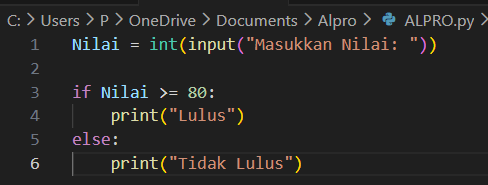 C: > Users > P > OneDrive > Documents > Alpro > ALPRO.py > ...
1 Nilai = int(input("Masukkan Nilai: "))
2
3 if Nilai >= 80:
4     print("Lulus")
5 else:
6     print("Tidak Lulus")